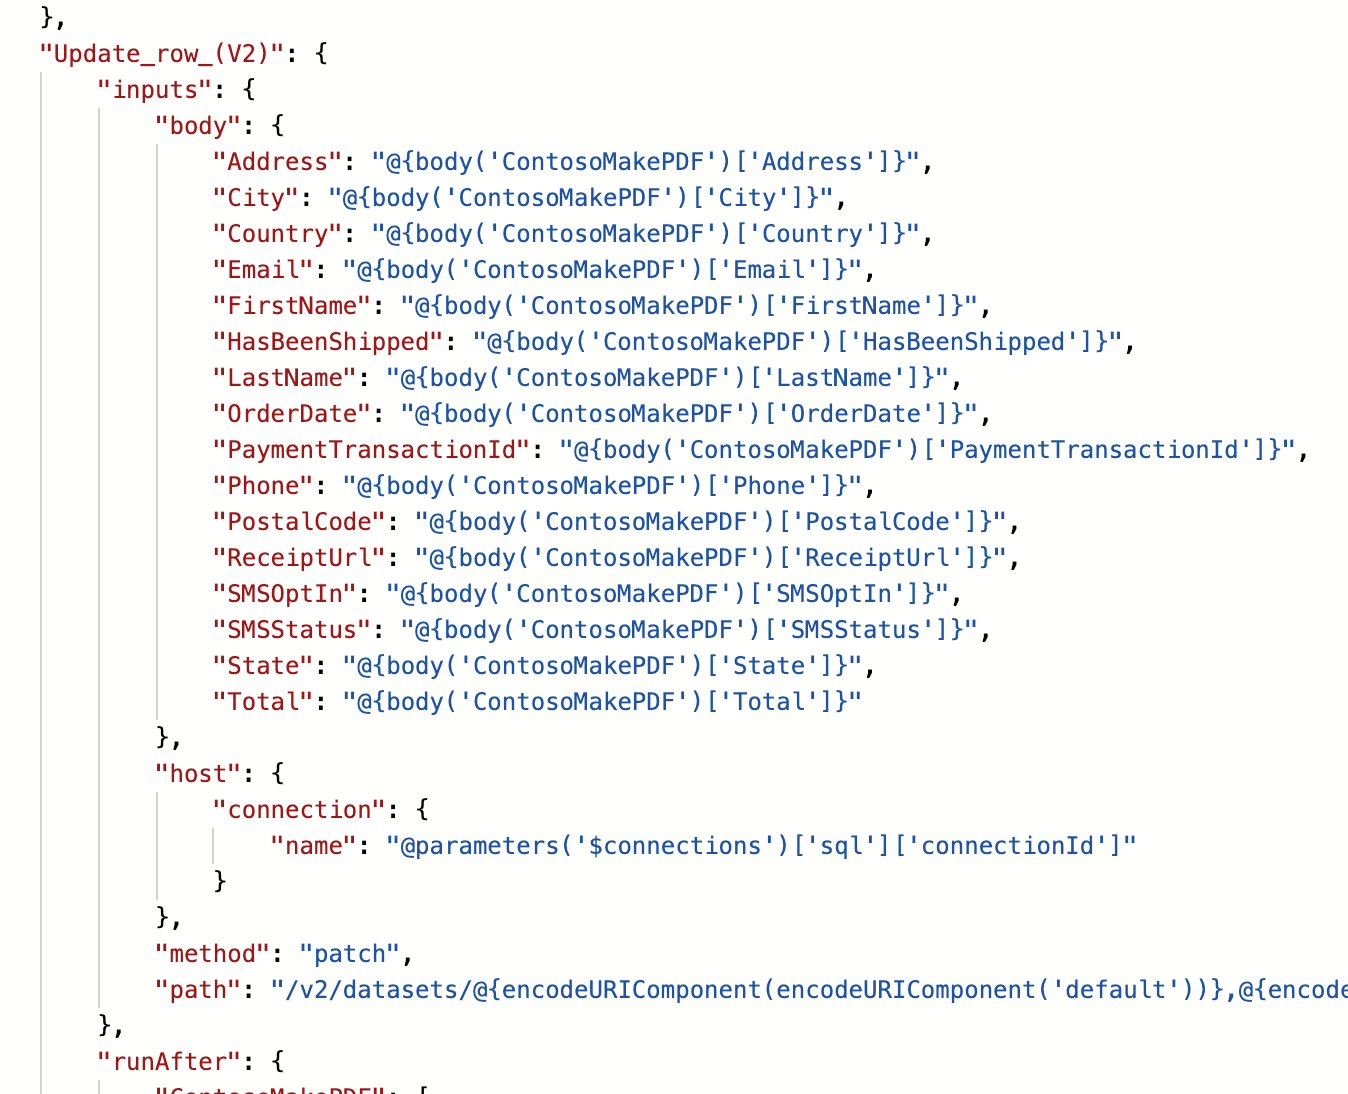 },
"Update_row_(V2)": {
"inputs": {
"body": {
"Address": "@{body('ContosoMakePDF')['Address']}",
"City": "@{body('ContosoMakePDF')['City']}",
"Country": "@{body('ContosoMakePDF')['Country']}",
"Email": "@{body('ContosoMakePDF')['Email']}",
"FirstName": "@{body('ContosoMakePDF')['FirstName']}",
"HasBeenShipped": "@{body('ContosoMakePDF')['HasBeenShipped']}",
"LastName": "@{body('ContosoMakePDF')['LastName']}",
"OrderDate": "@{body('ContosoMakePDF')['OrderDate']}",
"PaymentTransactionId": "@{body('ContosoMakePDF')['PaymentTransactionId']}",
"Phone": "@{body('ContosoMakePDF')['Phone']}",
"PostalCode": "@{body('ContosoMakePDF')['PostalCode']}",
"ReceiptUrl": "@{body('ContosoMakePDF')['ReceiptUrl']}",
"SMSOptIn": "@{body('ContosoMakePDF')['SMSOptIn']}",
"SMSStatus": "@{body('ContosoMakePDF')['SMSStatus']}",
"State": "@{body('ContosoMakePDF')['State']}",
"Total": "@{body('ContosoMakePDF')['Total']}"
},
"host": {
"connection": {
"name": "@parameters('$connections')['sql']['connectionId']"
}
},
"method": "patch",
"path": "/v2/datasets/@{encodeURIComponent(encodeURIComponent('default'))},@{encode
},
"runAfter": {
"ContosoMakePDF": [